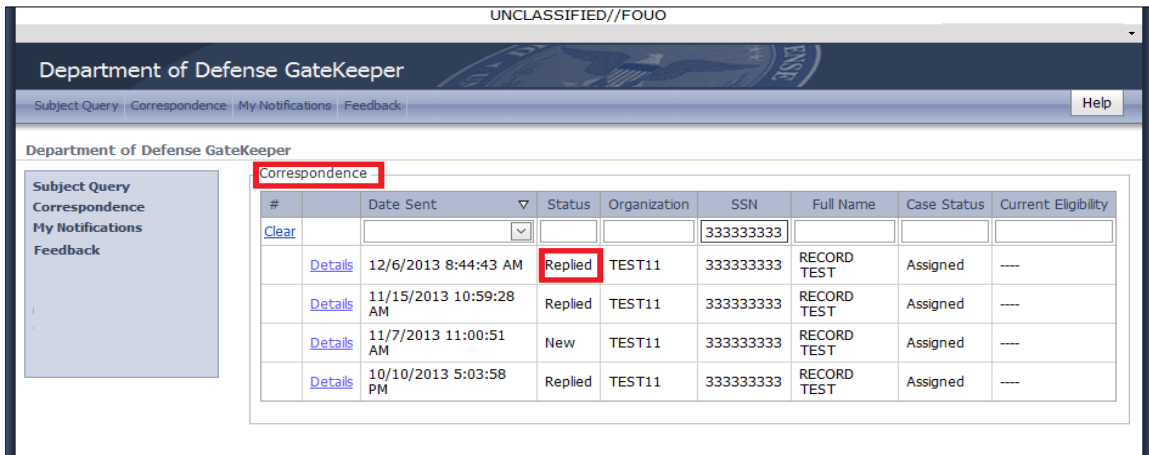 UNCLASSIFIED//FOUO
Department of Defense GateKeeper
Subject Query Correspondence My Notifications Feedback Help
Department of Defense GateKeeper
Subject Query
Correspondence
My Notifications
Feedback
Correspondence
# Date Sent Status Organization SSN Full Name Case Status Current Eligibility
Clear 333333333
Details 12/6/2013 8:44:43 AM Replied TEST11 333333333 RECORD TEST Assigned ----
Details 11/15/2013 10:59:28 AM Replied TEST11 333333333 RECORD TEST Assigned ----
Details 11/7/2013 11:00:51 AM New TEST11 333333333 RECORD TEST Assigned ----
Details 10/10/2013 5:03:58 PM Replied TEST11 333333333 RECORD TEST Assigned ----